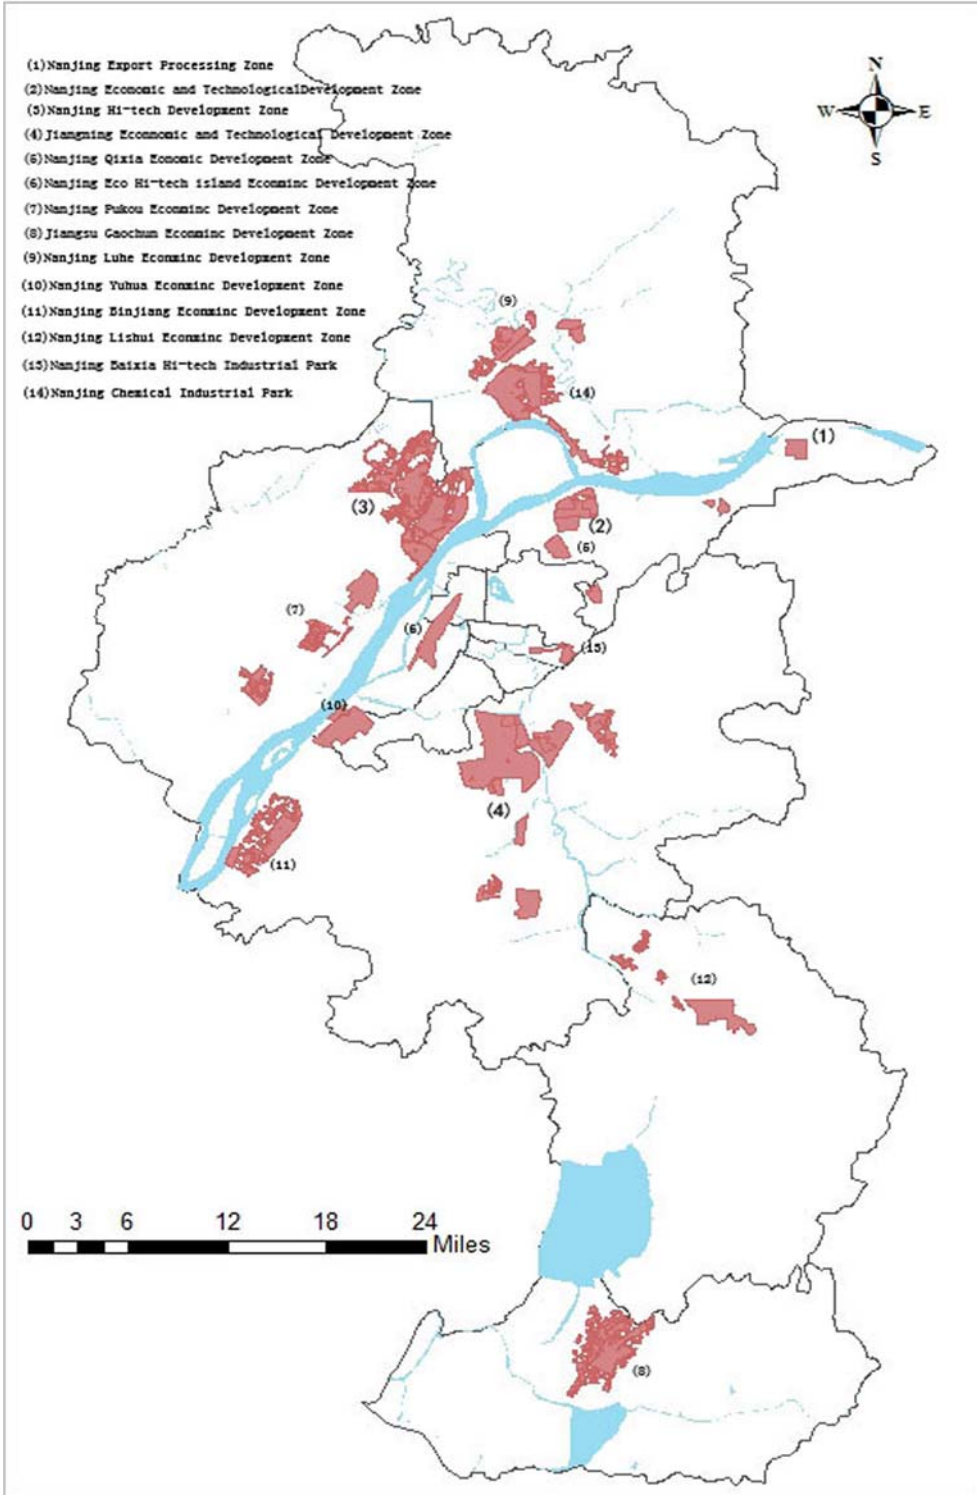 (1)Nanjing Export Processing Zone
(2)Nanjing Economic and TechnologicalDevelopment Zone
(3)Nanjing Hi-tech Development Zone
(4)Jiangning Econnomic and Technological Development Zone
(5)Nanjing Qixia Eonomic Development Zone
(6)Nanjing Eco Hi-tech island Econminc Development Zone
(7)Nanjing Pukou Econminc Development Zone
(8)Jiangsu Gaochun Econminc Development Zone
(9)Nanjing Luhe Econminc Development Zone
(10)Nanjing Yuhua Econminc Development Zone
(11)Nanjing Binjiang Econminc Development Zone
(12)Nanjing Lishui Econminc Development Zone
(13)Nanjing Baixia Hi-tech Industrial Park
(14)Nanjing Chemical Industrial Park
N
W E
S
(9)
(14)
(1)
(3)
(2)
(5)
(7)
(6)
(13)
(10)
(4)
(11)
(12)
0 3 6 12 18 24
Miles
(8)